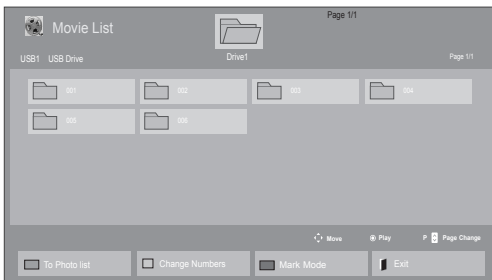 Page 1/1
Movie List
USB1 USB Drive
Drive1
Page 1/1
001
002
003
004
005
006
Move
Play
P Page Change
To Photo list
Change Numbers
Mark Mode
Exit